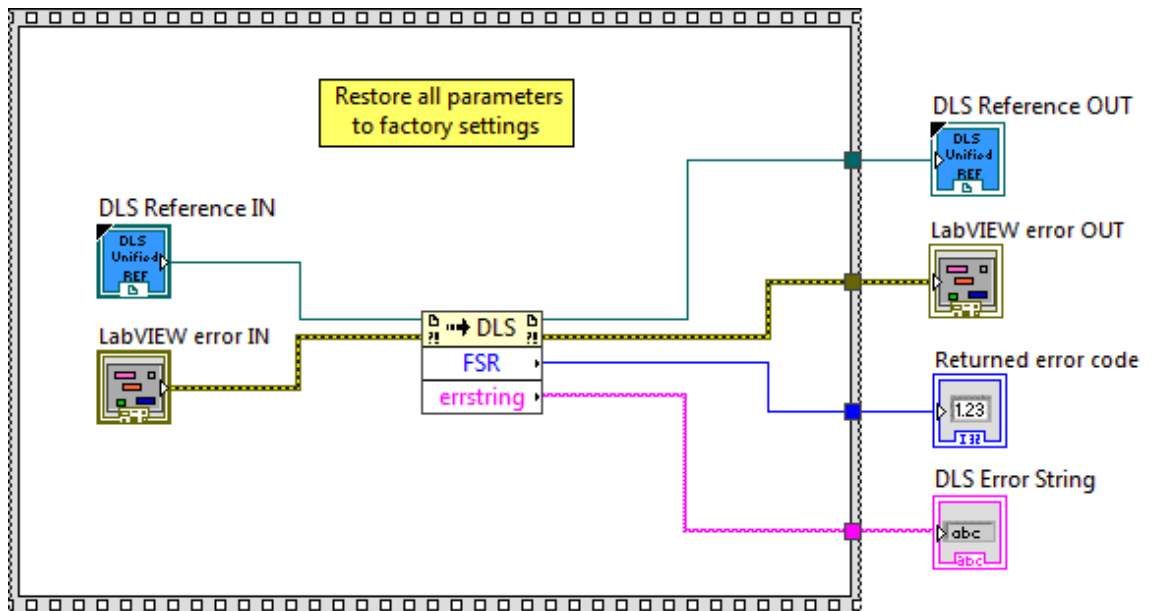 Restore all parameters
to factory settings
DLS Reference OUT
DLS
Unified
REF
DLS Reference IN
DLS
Unified
REF
LabVIEW error OUT
LabVIEW error IN
?! DLS ?!
FSR
errstring
Returned error code
1.23
I32
DLS Error String
abc
abc